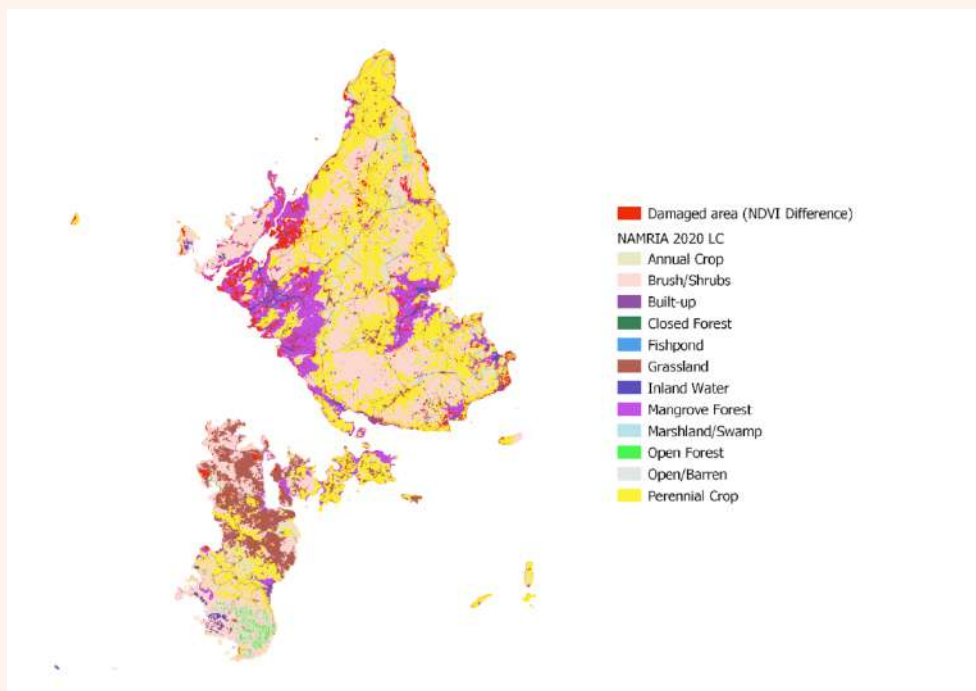 Damaged area (NDVI Difference)
NAMRIA 2020 LC
Annual Crop
Brush/Shrubs
Built-up
Closed Forest
Fishpond
Grassland
Inland Water
Mangrove Forest
Marshland/Swamp
Open Forest
Open/Barren
Perennial Crop